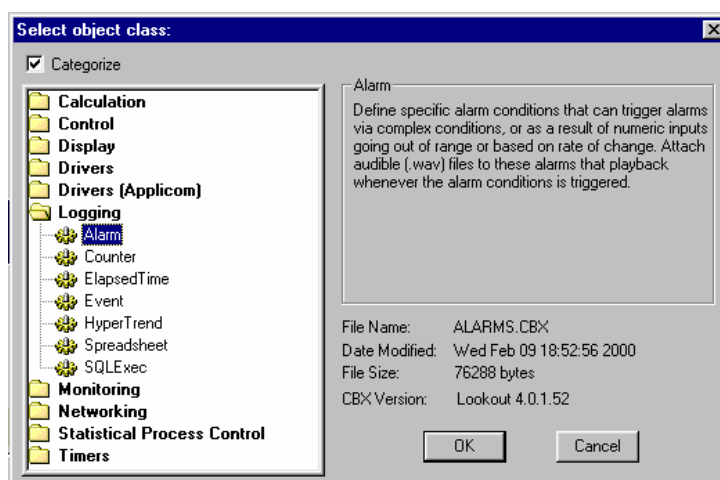 Select object class:
Categorize
Calculation
Control
Display
Drivers
Drivers (Applicom)
Logging
Alarm
Counter
ElapsedTime
Event
HyperTrend
Spreadsheet
SQLExec
Monitoring
Networking
Statistical Process Control
Timers
Alarm
Define specific alarm conditions that can trigger alarms
via complex conditions, or as a result of numeric inputs
going out of range or based on rate of change. Attach
audible (.wav) files to these alarms that playback
whenever the alarm conditions is triggered.
File Name: ALARMS.CBX
Date Modified: Wed Feb 09 18:52:56 2000
File Size: 76288 bytes
CBX Version: Lookout 4.0.1.52
OK Cancel